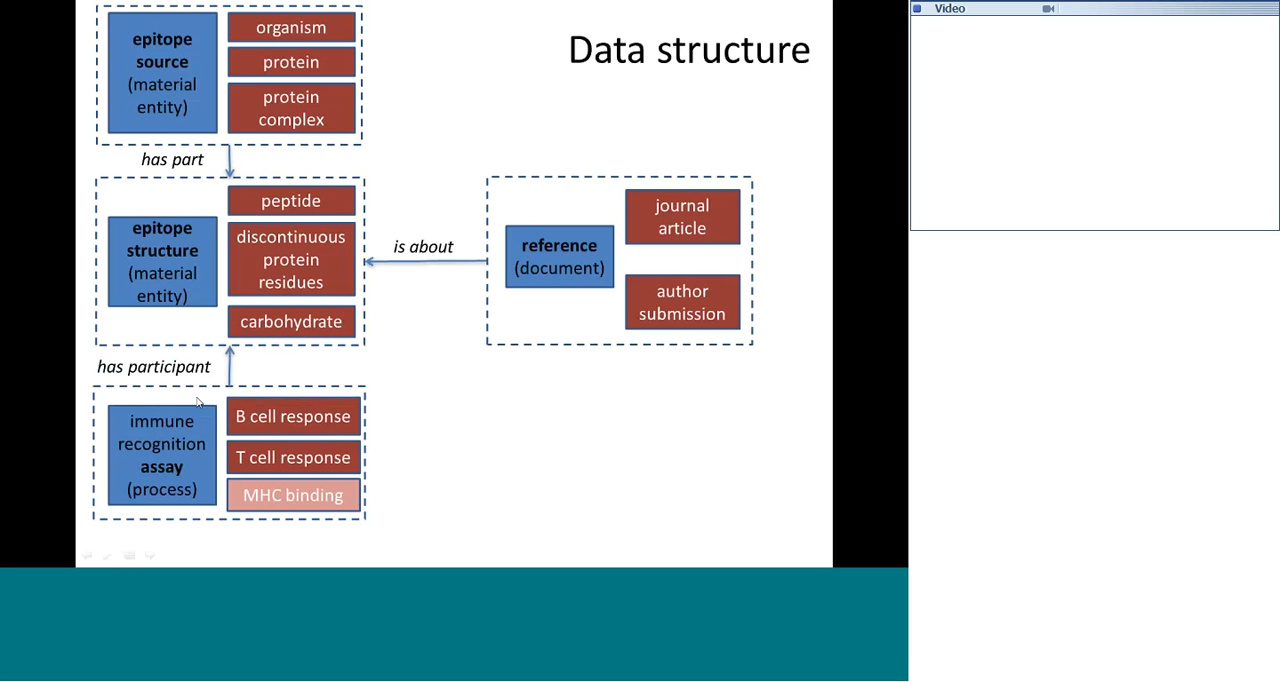 Data structure
epitope
source
(material
entity)
organism
protein
protein
complex
has part
epitope
structure
(material
entity)
peptide
discontinuous
protein
residues
carbohydrate
is about
reference
(document)
journal
article
author
submission
has participant
immune
recognition
assay
(process)
B cell response
T cell response
MHC binding
Video